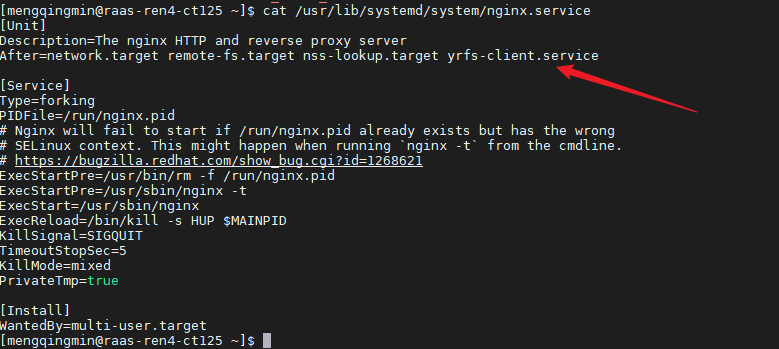 [mengqingmin@raas-ren4-ct125 ~]$ cat /usr/lib/systemd/system/nginx.service
[Unit]
Description=The nginx HTTP and reverse proxy server
After=network.target remote-fs.target nss-lookup.target yrfs-client.service
[Service]
Type=forking
PIDFile=/run/nginx.pid
# Nginx will fail to start if /run/nginx.pid already exists but has the wrong
# SELinux context. This might happen when running `nginx -t` from the cmdline.
# https://bugzilla.redhat.com/show_bug.cgi?id=1268621
ExecStartPre=/usr/bin/rm -f /run/nginx.pid
ExecStartPre=/usr/sbin/nginx -t
ExecStart=/usr/sbin/nginx
ExecReload=/bin/kill -s HUP $MAINPID
KillSignal=SIGQUIT
TimeoutStopSec=5
KillMode=mixed
PrivateTmp=true
[Install]
WantedBy=multi-user.target
[mengqingmin@raas-ren4-ct125 ~]$